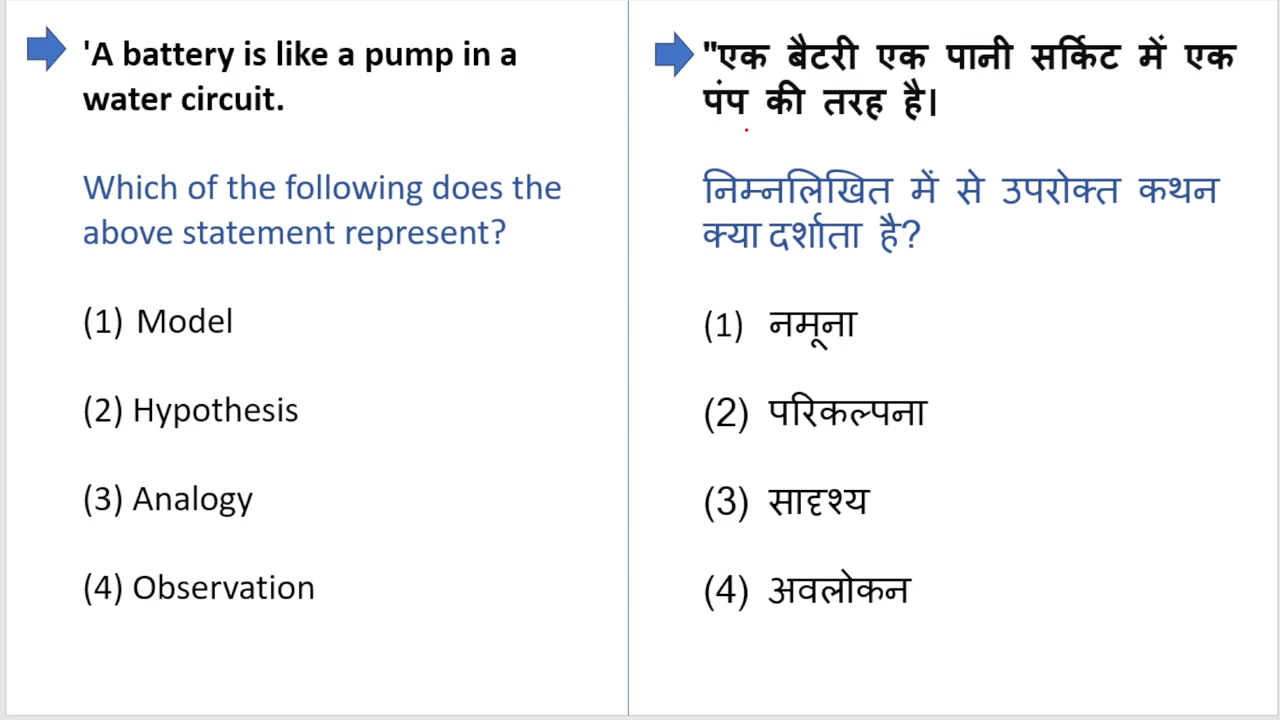 'A battery is like a pump in a
water circuit.
Which of the following does the
above statement represent?
(1) Model
(2) Hypothesis
(3) Analogy
(4) Observation
"एक बैटरी एक पानी सर्किट में एक
पंप की तरह है।
निम्नलिखित में से उपरोक्त कथन
क्या दर्शाता है?
(1) नमूना
(2) परिकल्पना
(3) सादृश्य
(4) अवलोकन